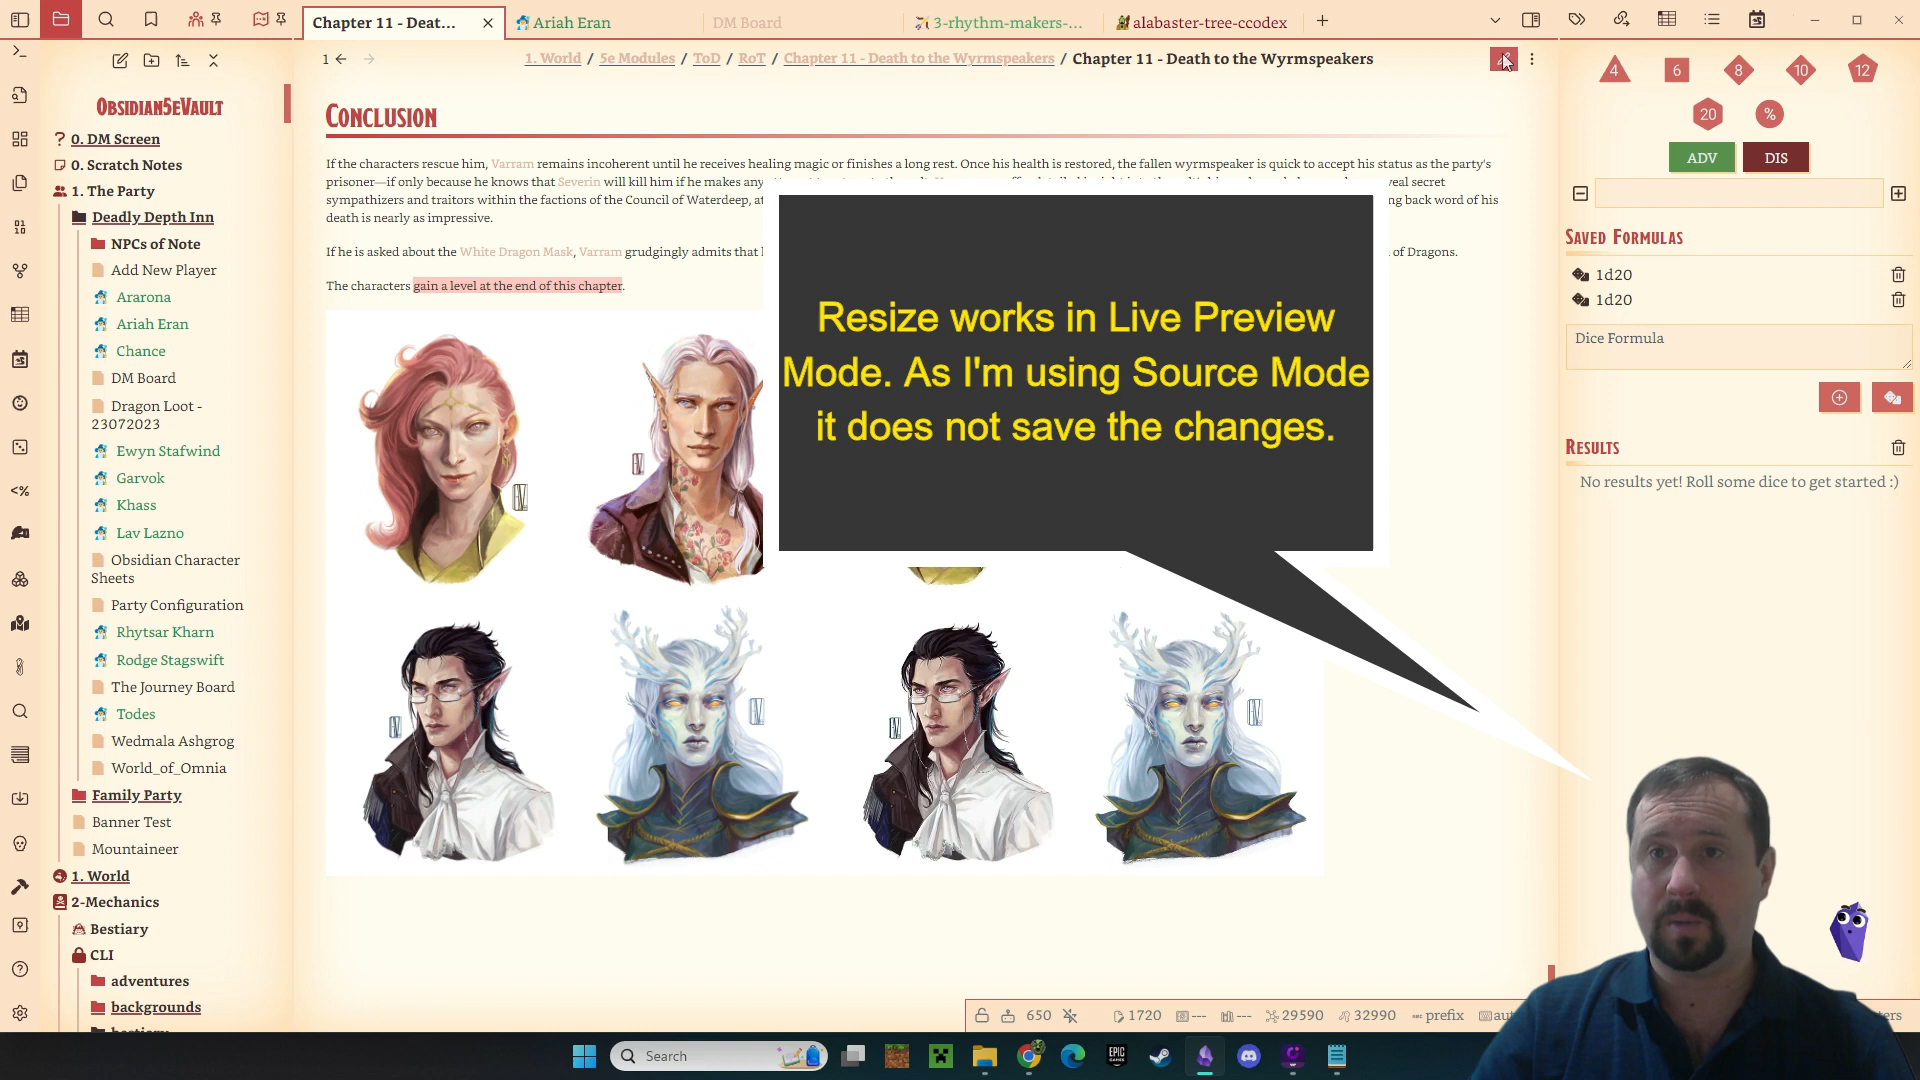 Chapter 11 - Deat...
Ariah Eran
DM Board
3-rhythm-makers-...
alabaster-tree-ccodex
1
1. World / 5e Modules / ToD / RoT / Chapter 11 - Death to the Wyrmspeakers / Chapter 11 - Death to the Wyrmspeakers
Obsidian5eVault
0. DM Screen
0. Scratch Notes
1. The Party
Deadly Depth Inn
NPCs of Note
Add New Player
Ararona
Ariah Eran
Chance
DM Board
Dragon Loot -
23072023
Ewyn Stafwind
Garvok
Khass
Lav Lazno
Obsidian Character
Sheets
Party Configuration
Rhytsar Kharn
Rodge Stagswift
The Journey Board
Todes
Wedmala Ashgrog
World_of_Omnia
Family Party
Banner Test
Mountaineer
1. World
2-Mechanics
Bestiary
CLI
adventures
backgrounds
Conclusion
If the characters rescue him, Varram remains incoherent until he receives healing magic or finishes a long rest. Once his health is restored, the fallen wyrmspeaker is quick to accept his status as the party's
prisoner—if only because he knows that Severin will kill him if he makes any
sympathizers and traitors within the factions of the Council of Waterdeep,
ng back word of his
death is nearly as impressive.
If he is asked about the White Dragon Mask, Varram grudgingly admits that
of Dragons.
The characters gain a level at the end of this chapter.
Resize works in Live Preview
Mode. As I'm using Source Mode
it does not save the changes.
4
6
8
10
12
20
%
ADV
DIS
Saved Formulas
1d20
1d20
Dice Formula
Results
No results yet! Roll some dice to get started :)
650
1720
---
---
29590
32990
prefix
Search